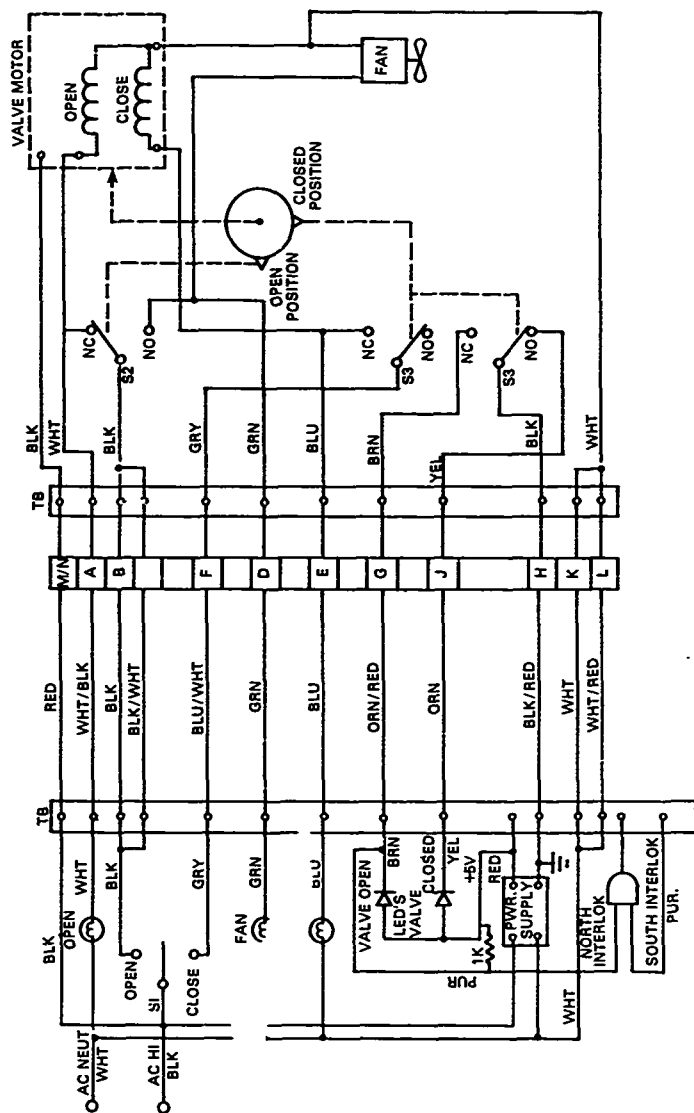 VALVE MOTOR
OPEN
CLOSE
FAN
CLOSED
POSITION
OPEN
POSITION
NC
S2
NO
NC
S3
NO
NC
S3
NO
BLK
WHT
BLK
GRY
GRN
BLU
BRN
YEL
BLK
WHT
TB
M/N
A
B
F
D
E
G
J
H
K
L
RED
WHT/BLK
BLK
BLK/WHT
BLU/WHT
GRN
BLU
ORN/RED
ORN
BLK/RED
WHT
WHT/RED
TB
BLK
OPEN
WHT
BLK
GRY
FAN
GRN
BLU
VALVE OPEN
BRN
LED'S
VALVE
CLOSED
YEL
+5V
RED
PWR.
SUPPLY
1K
PUR
NORTH
INTERLOK
SOUTH INTERLOK
PUR.
WHT
OPEN
SI
CLOSE
AC NEUT
WHT
AC HI
BLK